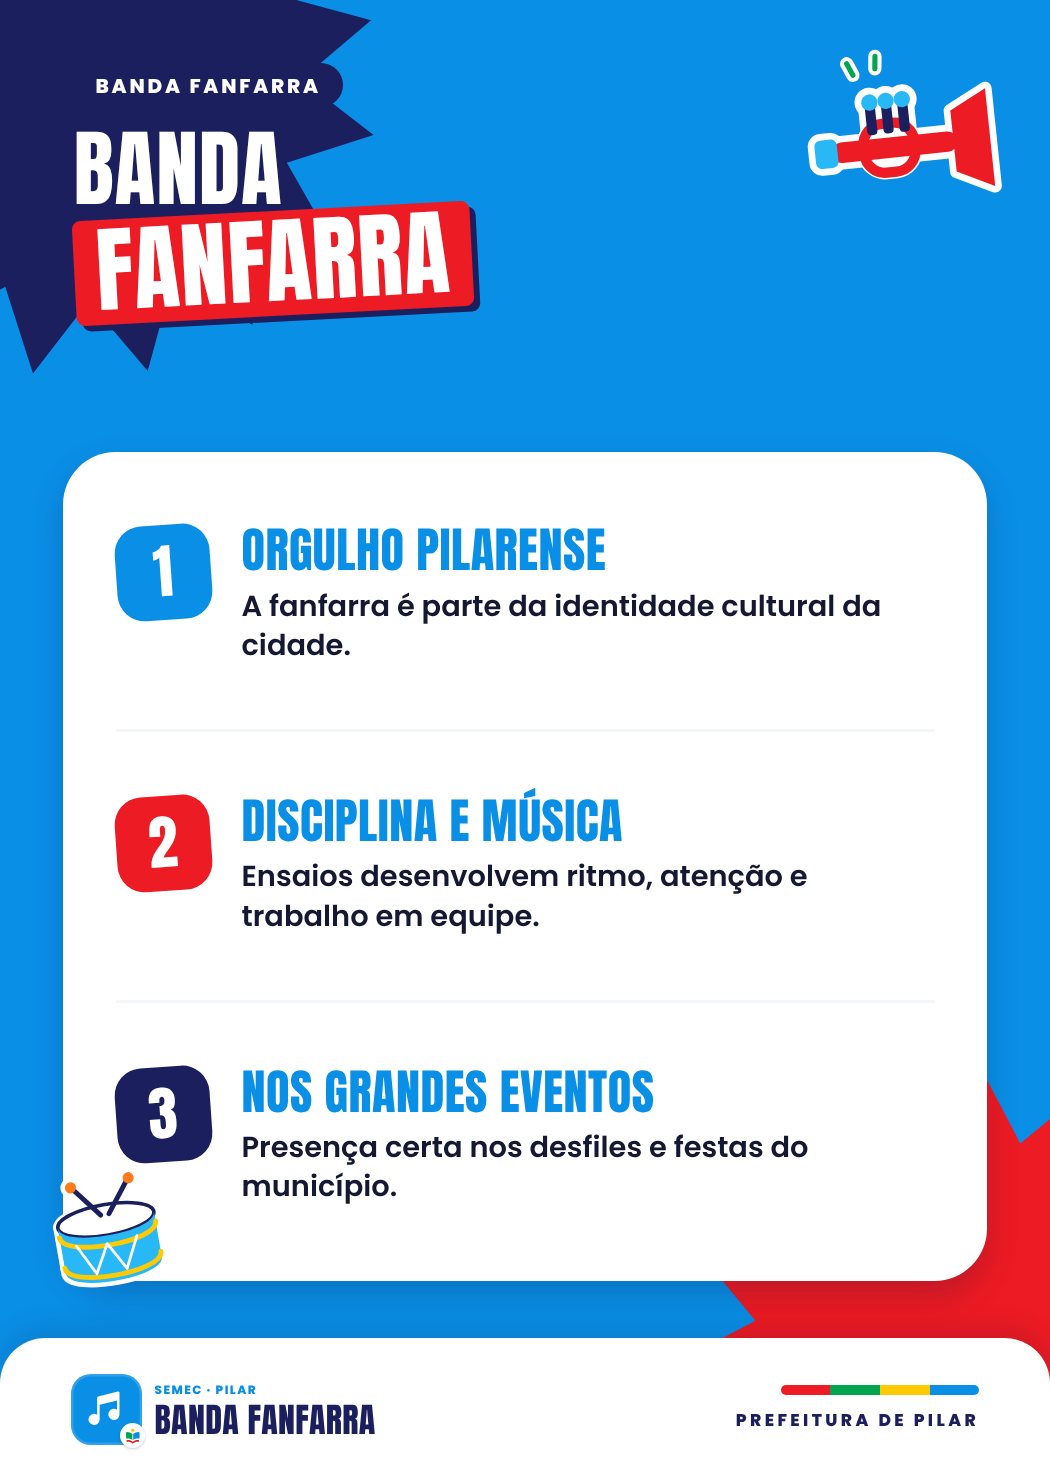 BANDA FANFARRA
BANDA
FANFARRA
1
ORGULHO PILARENSE
A fanfarra é parte da identidade cultural da
cidade.
2
DISCIPLINA E MÚSICA
Ensaios desenvolvem ritmo, atenção e
trabalho em equipe.
3
NOS GRANDES EVENTOS
Presença certa nos desfiles e festas do
município.
SEMEC · PILAR
BANDA FANFARRA
PREFEITURA DE PILAR